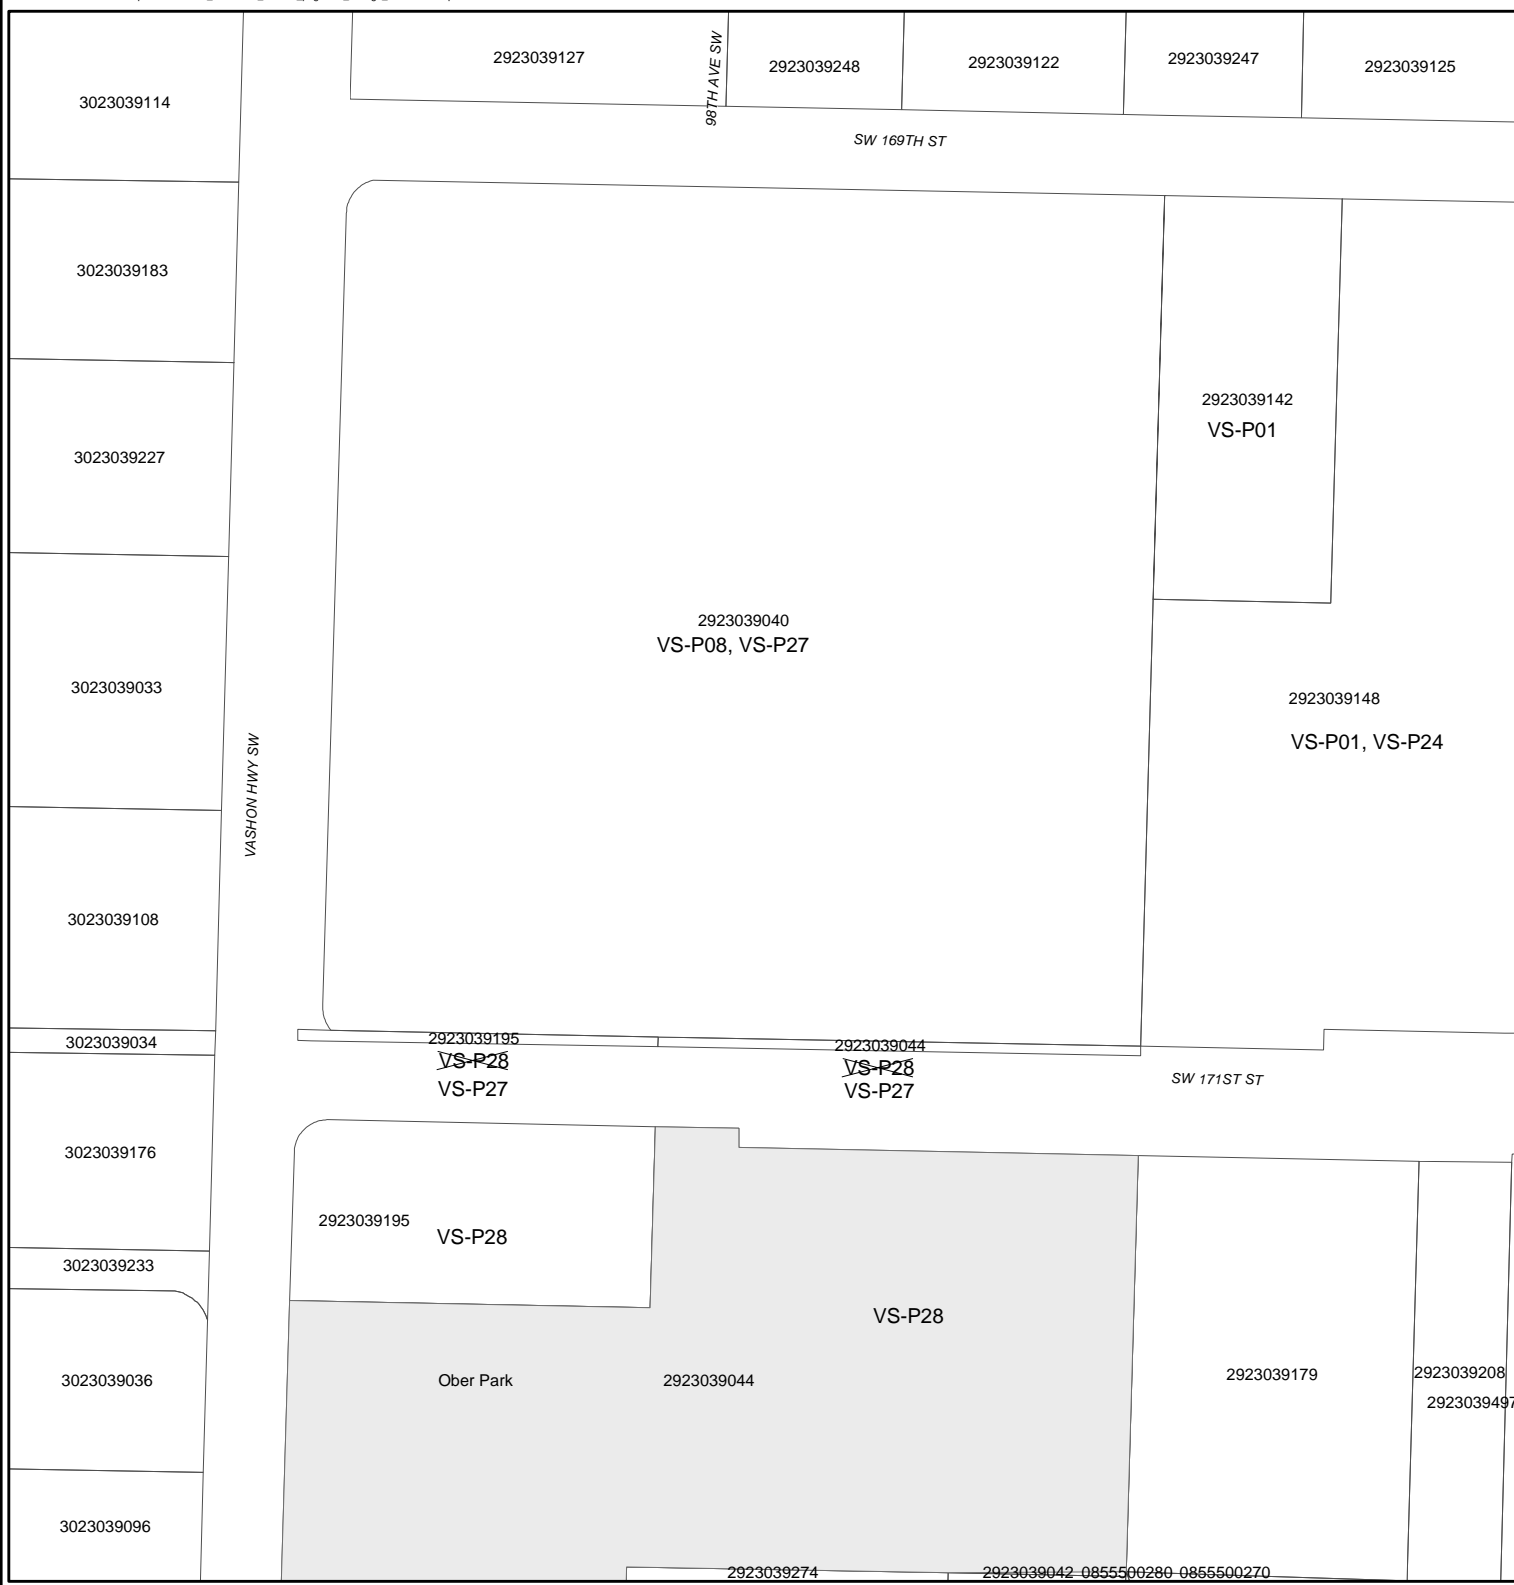 2923039127
98TH AVE SW
2923039248
2923039122
2923039247
2923039125
3023039114
SW 169TH ST
3023039183
2923039142
VS-P01
3023039227
2923039040
VS-P08, VS-P27
3023039033
2923039148
VS-P01, VS-P24
VASHON HWY SW
3023039108
3023039034
2923039195
VS-P28
VS-P27
2923039044
VS-P28
VS-P27
SW 171ST ST
3023039176
2923039195
VS-P28
3023039233
VS-P28
3023039036
Ober Park
2923039044
2923039179
2923039208
2923039497
3023039096
2923039274
2923039042 0855500280 0855500270